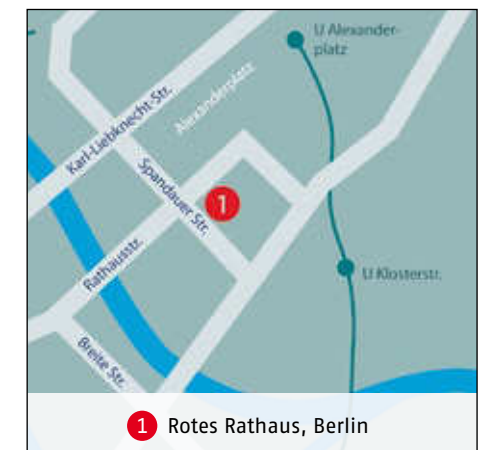 U Alexander-
platz
Karl-Liebknecht-Str.
Alexanderplatz
Spandauer Str.
1
Rathausstr.
U Klosterstr.
Breite Str.
1 Rotes Rathaus, Berlin